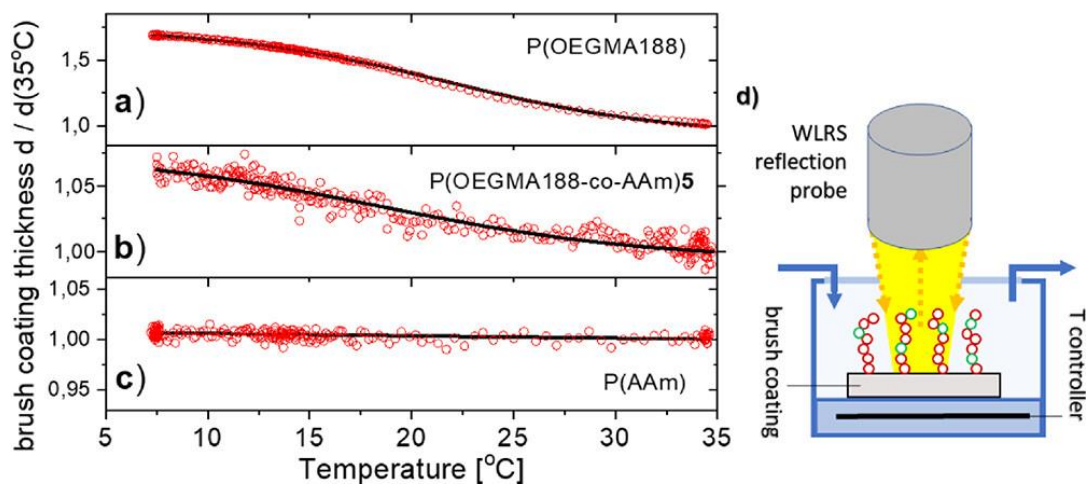 brush coating thickness d / d(35°C)
1,5
1,0
a)
P(OEGMA188)
1,05
1,00
b)
P(OEGMA188-co-AAm)5
1,05
1,00
0,95
c)
P(AAm)
5
10
15
20
25
30
35
Temperature [°C]
d)
WLRS
reflection
probe
brush
coating
T controller